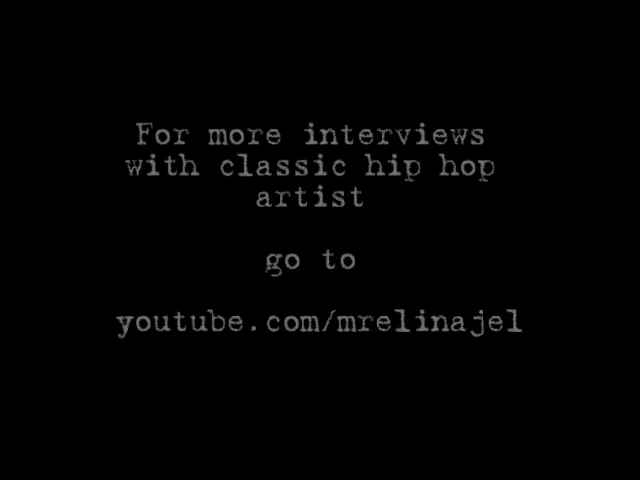 For more interviews
with classic hip hop
artist
go to
youtube.com/mrelinajel